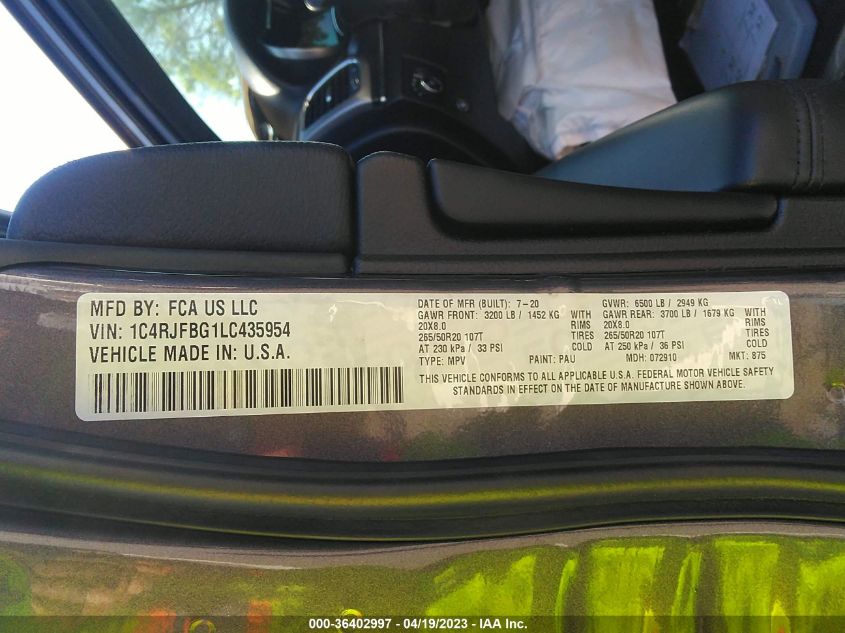 MFD BY: FCA US LLC
VIN: 1C4RJFBG1LC435954
VEHICLE MADE IN: U.S.A.
DATE OF MFR (BUILT): 7-20 GVWR: 6500 LB / 2949 KG
GAWR FRONT: 3200 LB / 1452 KG WITH GAWR REAR: 3700 LB / 1679 KG WITH
20X8.0 RIMS 20X8.0 RIMS
265/50R20 107T TIRES 265/50R20 107T TIRES
AT 230 kPa / 33 PSI COLD AT 250 kPa / 36 PSI COLD
TYPE: MPV PAINT: PAU MDH: 072910 MKT: 875
THIS VEHICLE CONFORMS TO ALL APPLICABLE U.S.A. FEDERAL MOTOR VEHICLE SAFETY
STANDARDS IN EFFECT ON THE DATE OF MANUFACTURE SHOWN ABOVE.
000-36402997 - 04/19/2023 - IAA Inc.